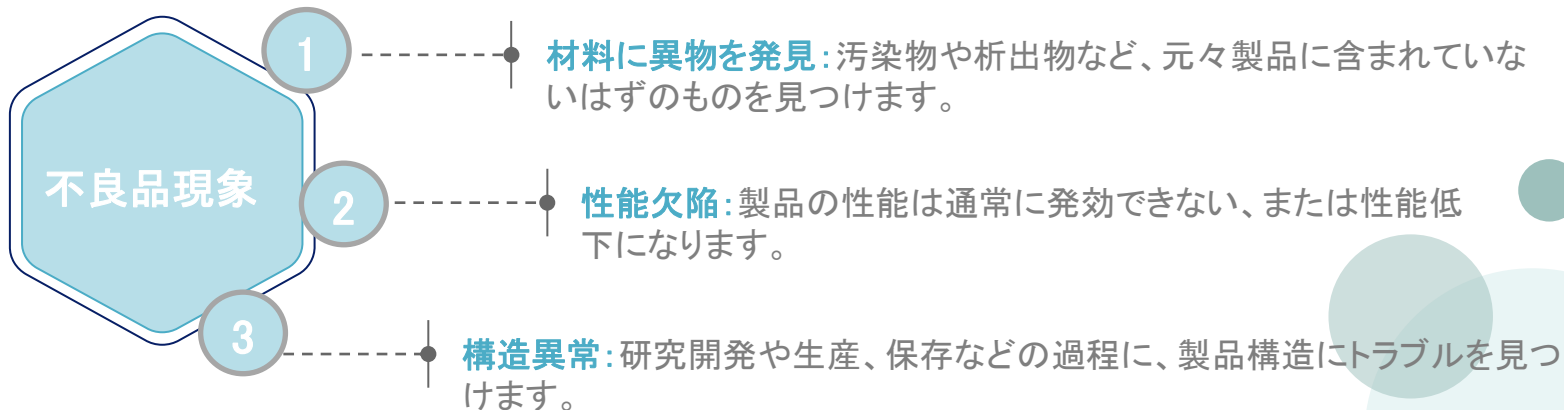 不良品現象
1
材料に異物を発見:汚染物や析出物など、元々製品に含まれていな
いはずのものを見つけます。
2
性能欠陥:製品の性能は通常に発効できない、または性能低
下になります。
3
構造異常:研究開発や生産、保存などの過程に、製品構造にトラブルを見つ
けます。